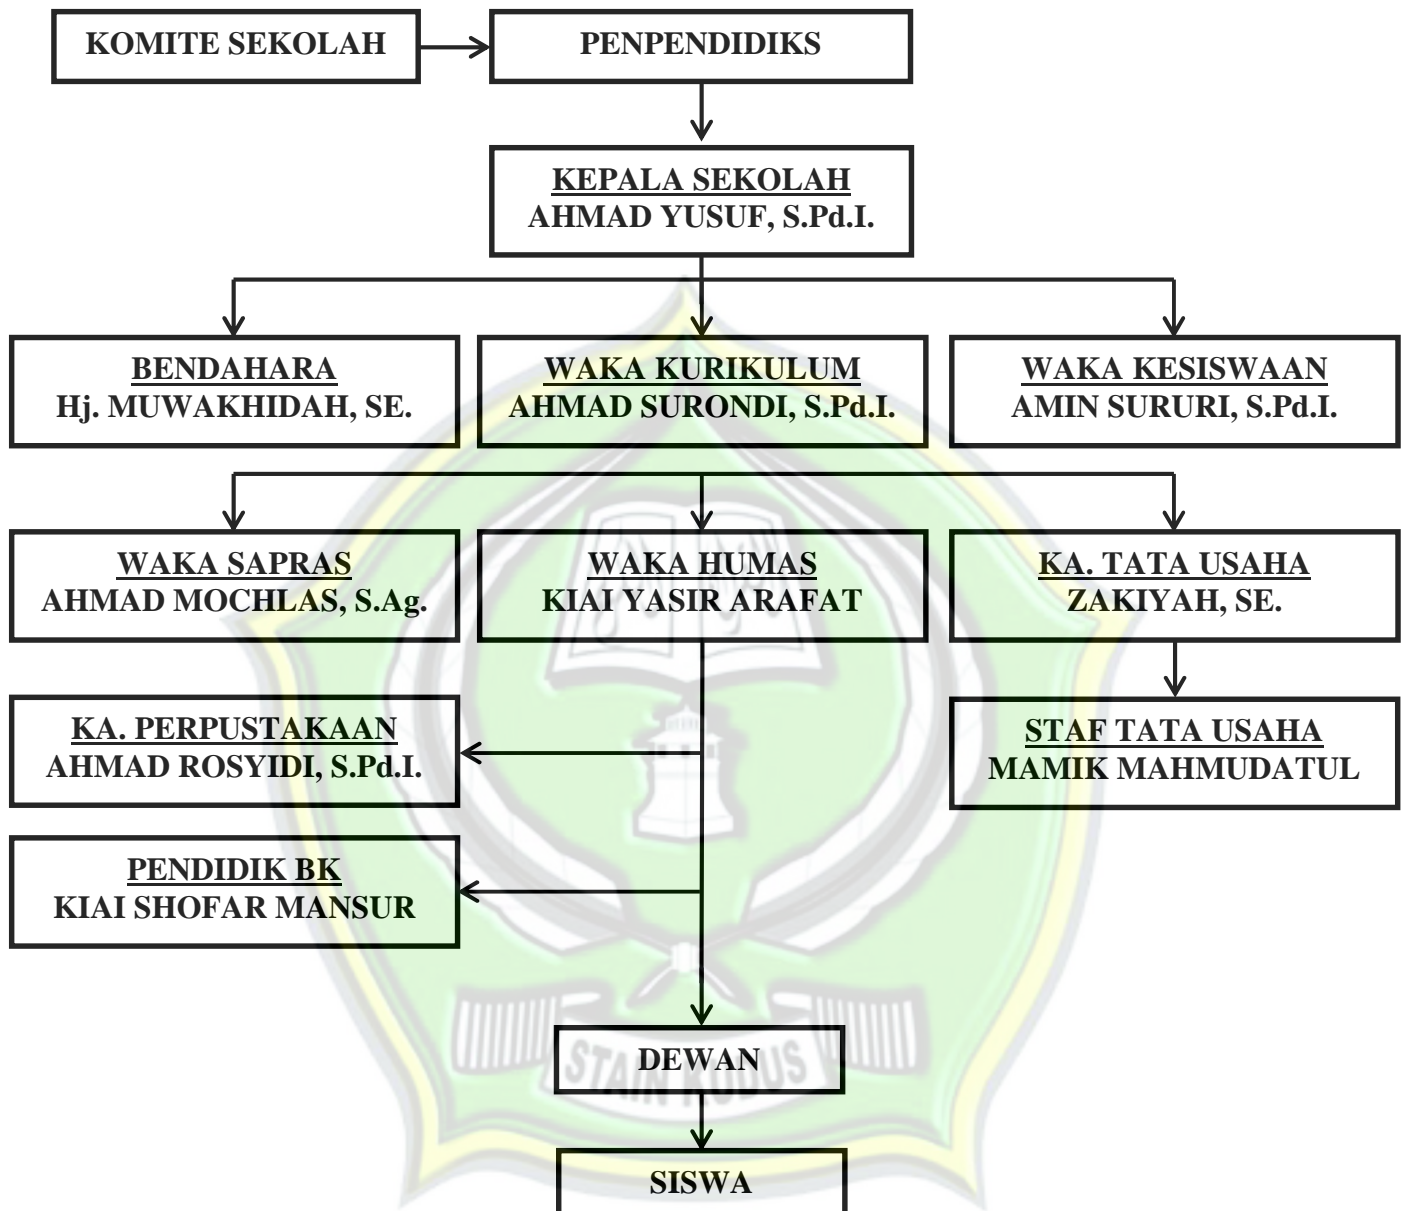 KOMITE SEKOLAH
PENPENDIDIKS
KEPALA SEKOLAH
AHMAD YUSUF, S.Pd.I.
BENDAHARA
Hj. MUWAKHIDAH, SE.
WAKA KURIKULUM
AHMAD SURONDI, S.Pd.I.
WAKA KESISWAAN
AMIN SURURI, S.Pd.I.
WAKA SAPRAS
AHMAD MOCHLAS, S.Ag.
WAKA HUMAS
KIAI YASIR ARAFAT
KA. TATA USAHA
ZAKIYAH, SE.
KA. PERPUSTAKAAN
AHMAD ROSYIDI, S.Pd.I.
STAF TATA USAHA
MAMIK MAHMUDATUL
PENDIDIK BK
KIAI SHOFAR MANSUR
DEWAN
STAIN KUDUS
SISWA